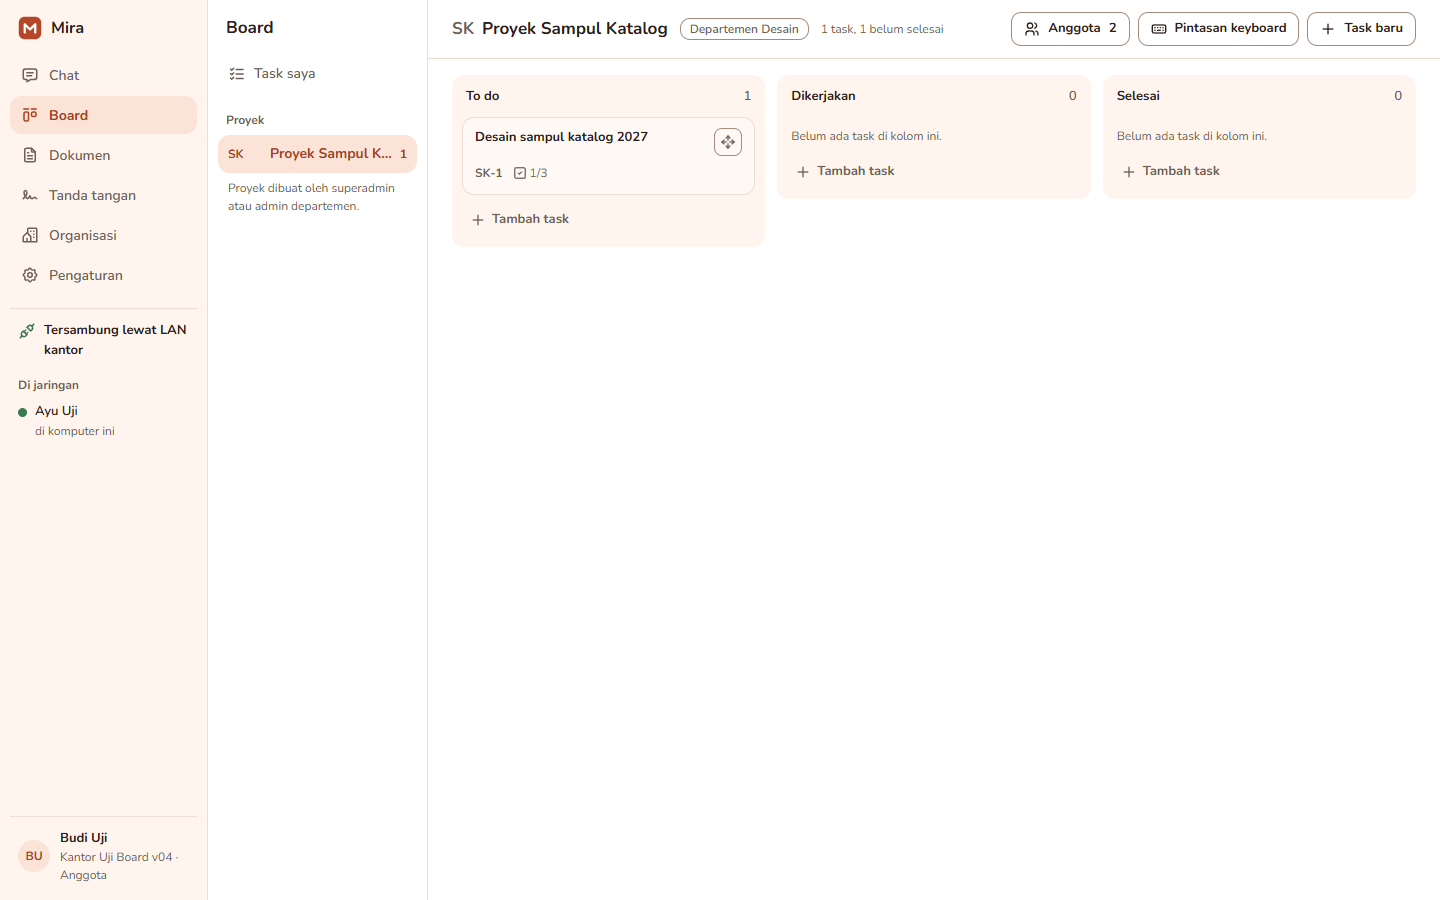 Mira
Chat
Board
Dokumen
Tanda tangan
Organisasi
Pengaturan
Tersambung lewat LAN
kantor
Di jaringan
Ayu Uji
di komputer ini
BU
Budi Uji
Kantor Uji Board v04 ·
Anggota
Board
Task saya
Proyek
SK Proyek Sampul K... 1
Proyek dibuat oleh superadmin
atau admin departemen.
SK Proyek Sampul Katalog
Departemen Desain
1 task, 1 belum selesai
Anggota 2
Pintasan keyboard
Task baru
To do 1
Desain sampul katalog 2027
SK-1 1/3
Tambah task
Dikerjakan 0
Belum ada task di kolom ini.
Tambah task
Selesai 0
Belum ada task di kolom ini.
Tambah task